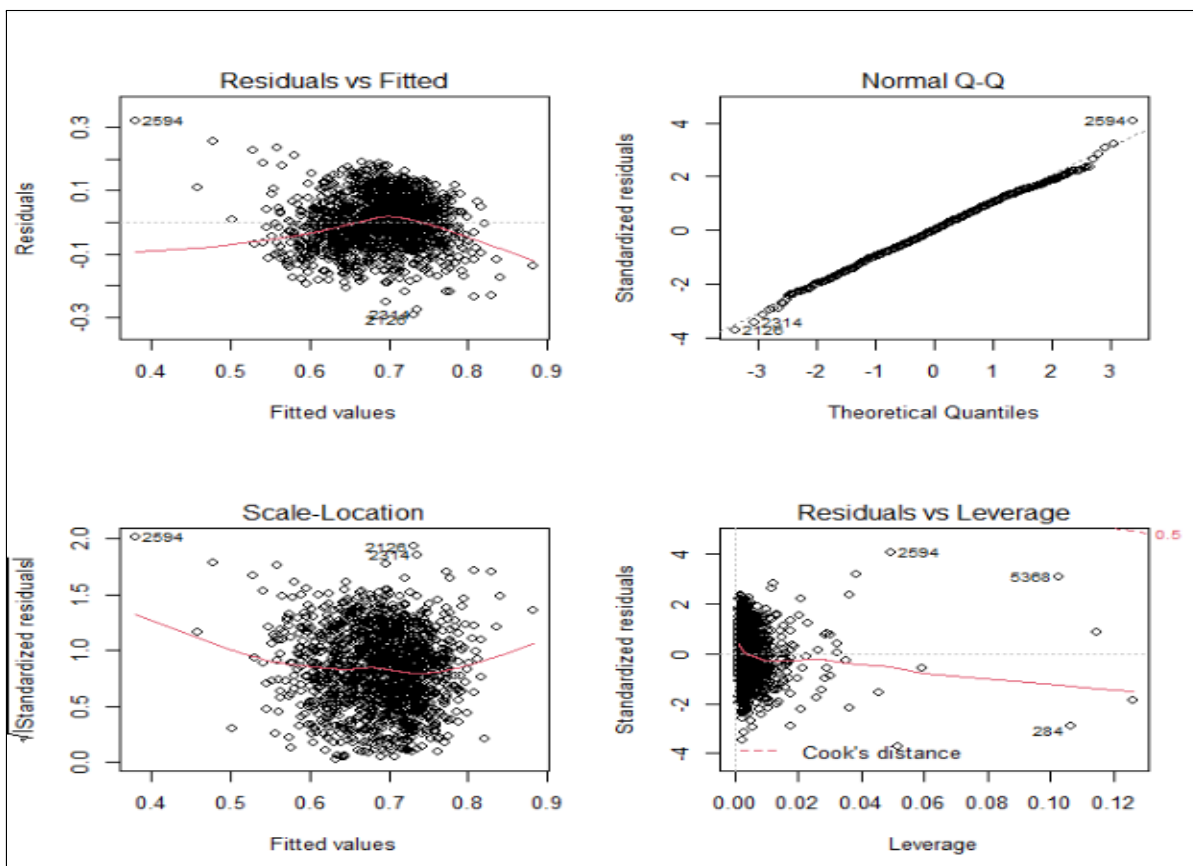 Residuals vs Fitted
2594
2314
2126
0.3
0.1
-0.1
-0.3
Residuals
0.4 0.5 0.6 0.7 0.8 0.9
Fitted values
Normal Q-Q
2594
2314
2126
4
2
0
-2
-4
Standardized residuals
-3 -2 -1 0 1 2 3
Theoretical Quantiles
Scale-Location
2594
2126
2314
2.0
1.5
1.0
0.5
0.0
√|Standardized residuals|
0.4 0.5 0.6 0.7 0.8 0.9
Fitted values
Residuals vs Leverage
0.5
2594
5368
284
Cook's distance
4
2
0
-2
-4
Standardized residuals
0.00 0.02 0.04 0.06 0.08 0.10 0.12
Leverage